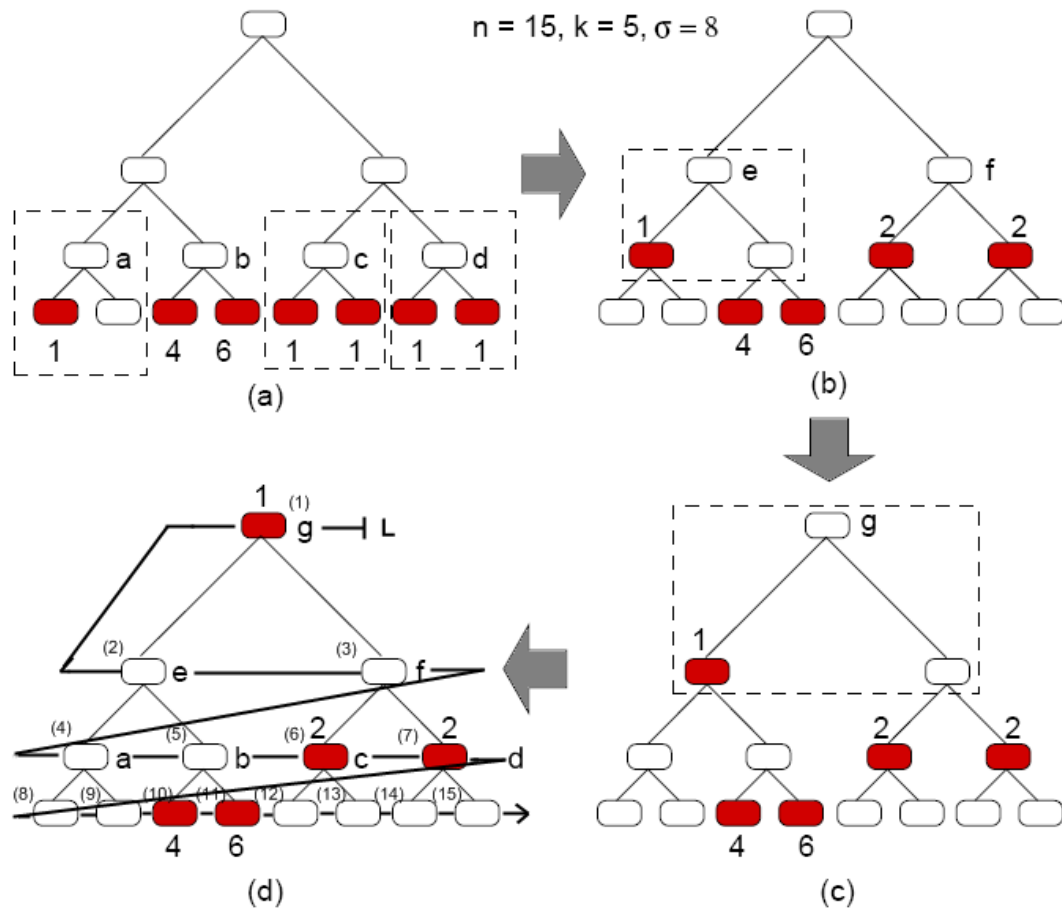 n = 15, k = 5, σ = 8
a b c d
1 4 6 1 1 1 1
(a)
e f
1 2 2
4 6
(b)
1 (1)
g L
(2) (3)
e f
(4) (5) (6) 2 (7) 2
a b c d
(8) (9) (10) (11) (12) (13) (14) (15)
4 6
(d)
g
1
2 2
4 6
(c)